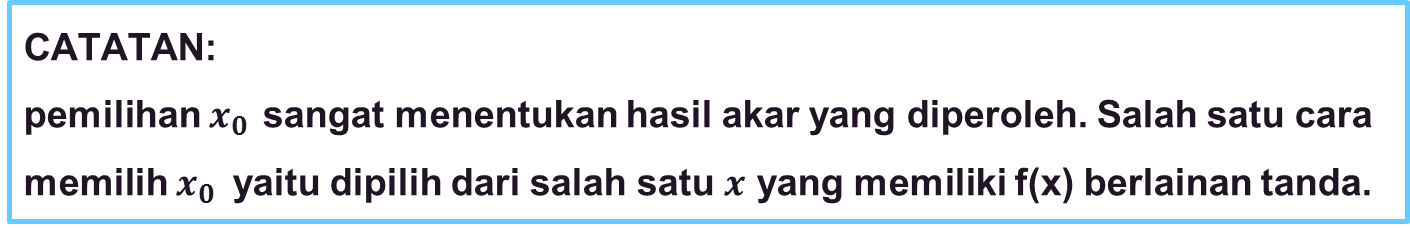 CATATAN:
pemilihan x₀ sangat menentukan hasil akar yang diperoleh. Salah satu cara
memilih x₀ yaitu dipilih dari salah satu x yang memiliki f(x) berlainan tanda.